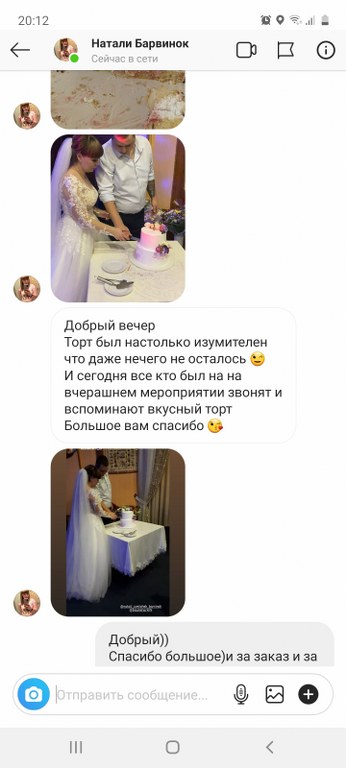 20:12
Натали Барвинок
Сейчас в сети
Добрый вечер
Торт был настолько изумителен
что даже нечего не осталось
И сегодня все кто был на на
вчерашнем мероприятии звонят и
вспоминают вкусный торт
Большое вам спасибо
Добрый))
Спасибо большое)и за заказ и за
Отправить сообщение...